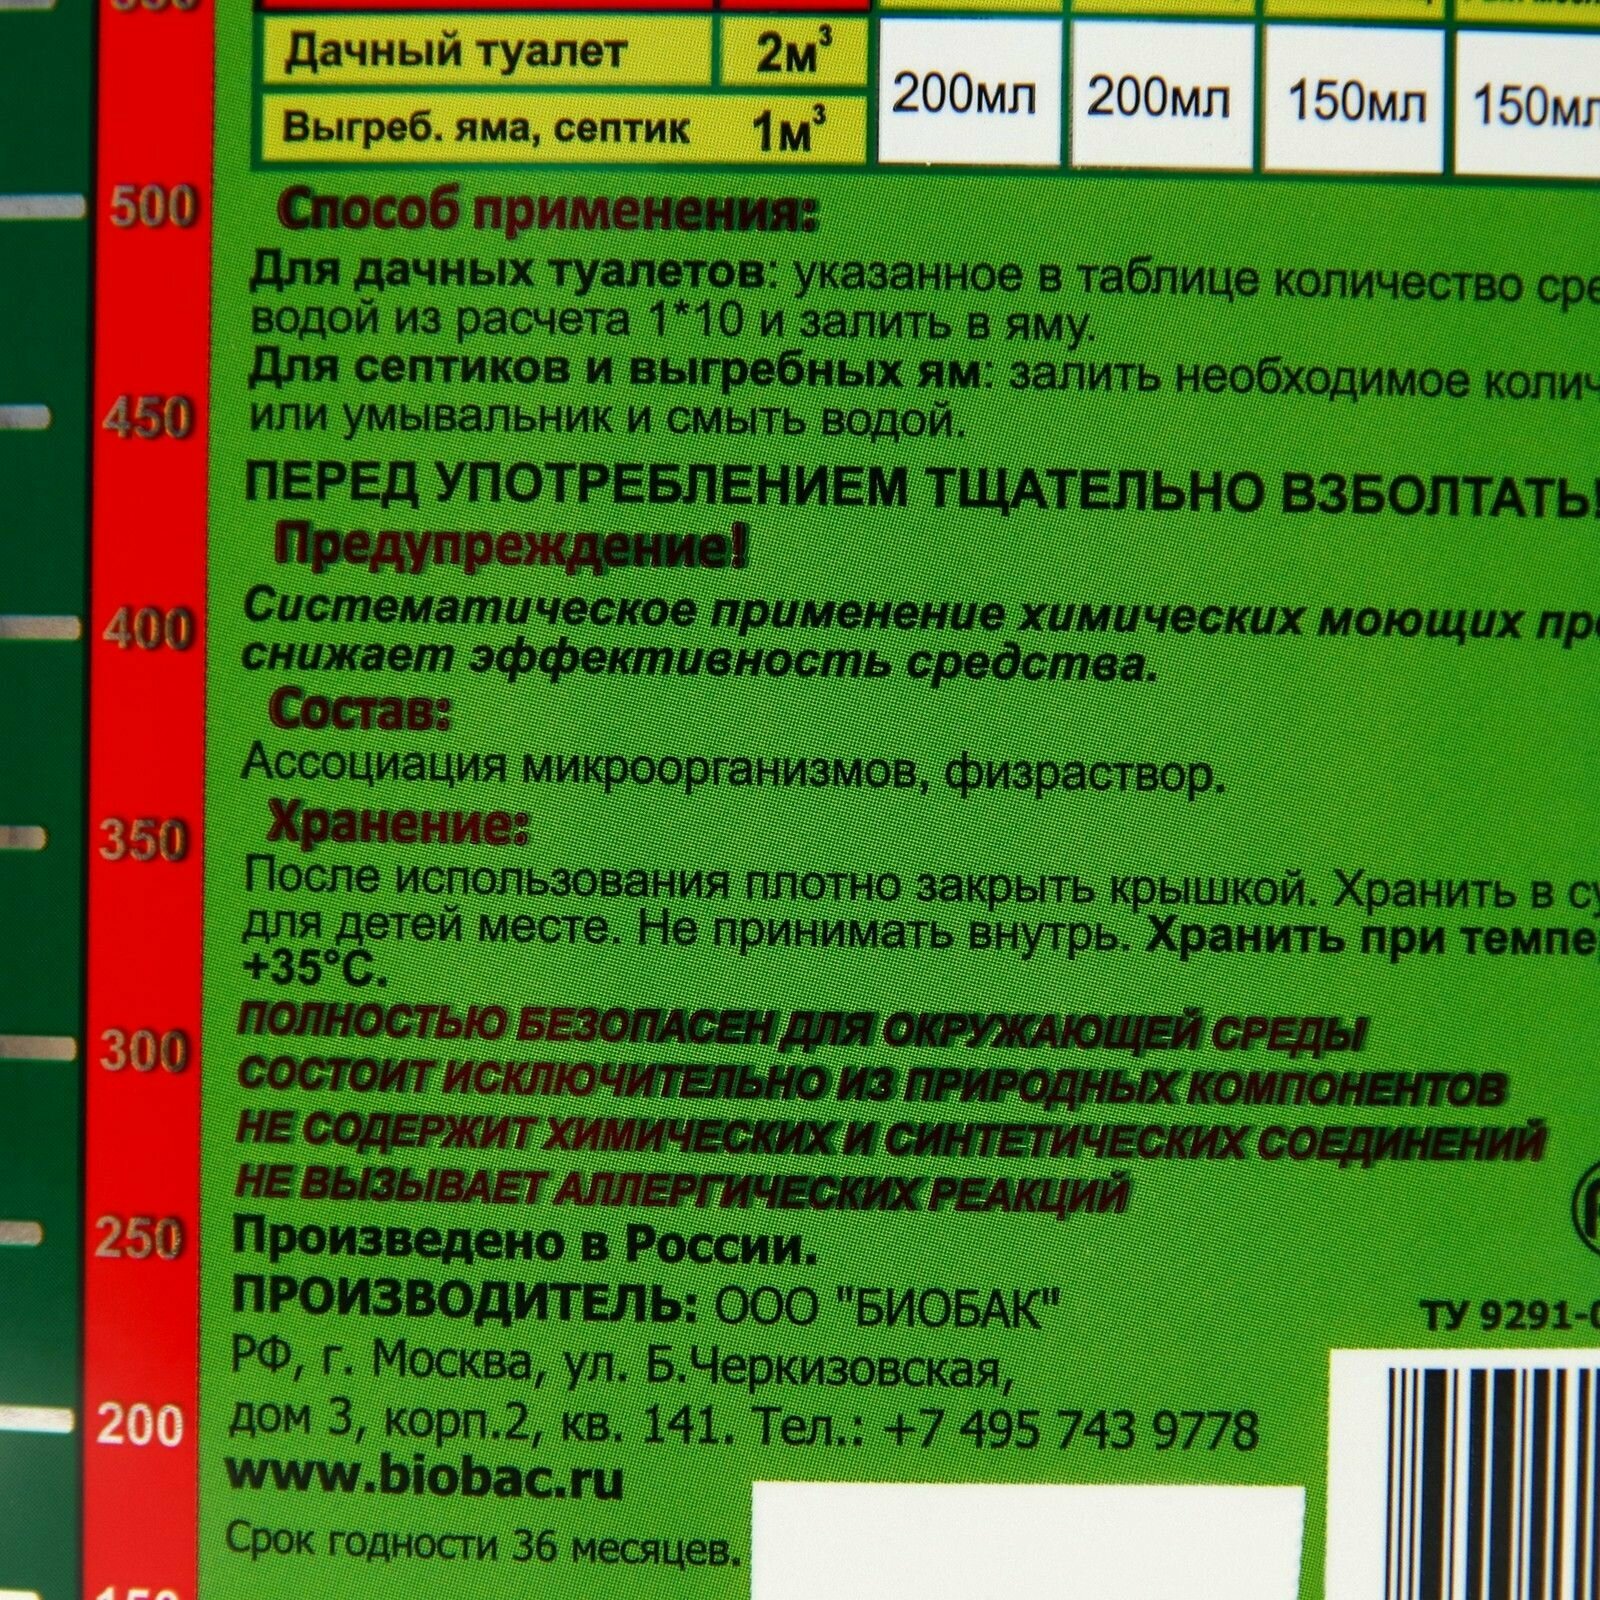 Дачный туалет 2м³
200мл 200мл 150мл 150мл
Выгреб. яма, септик 1м³
500
Способ применения:
Для дачных туалетов: указанное в таблице количество
водой из расчета 1*10 и залить в яму.
Для септиков и выгребных ям: залить необходимое
450
или умывальник и смыть водой.
ПЕРЕД УПОТРЕБЛЕНИЕМ ТЩАТЕЛЬНО ВЗБОЛТАТЬ!
Предупреждение!
Систематическое применение химических моющих
400
снижает эффективность средства.
Состав:
Ассоциация микроорганизмов, физраствор.
Хранение:
350
После использования плотно закрыть крышкой. Хранить в
для детей месте. Не принимать внутрь. Хранить при
+35°С.
ПОЛНОСТЬЮ БЕЗОПАСЕН ДЛЯ ОКРУЖАЮЩЕЙ СРЕДЫ
300
СОСТОИТ ИСКЛЮЧИТЕЛЬНО ИЗ ПРИРОДНЫХ КОМПОНЕНТОВ
НЕ СОДЕРЖИТ ХИМИЧЕСКИХ И СИНТЕТИЧЕСКИХ СОЕДИНЕНИЙ
НЕ ВЫЗЫВАЕТ АЛЛЕРГИЧЕСКИХ РЕАКЦИЙ
250
Произведено в России.
ПРОИЗВОДИТЕЛЬ: ООО "БИОБАК"
ТУ 9291-0
РФ, г. Москва, ул. Б.Черкизовская,
200
дом 3, корп.2, кв. 141. Тел.: +7 495 743 9778
www.biobac.ru
Срок годности 36 месяцев.
150